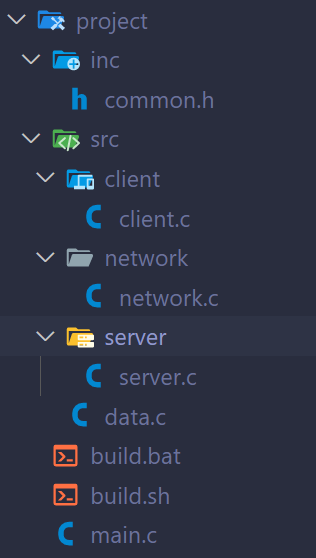 project
inc
common.h
src
client
client.c
network
network.c
server
server.c
data.c
build.bat
build.sh
main.c